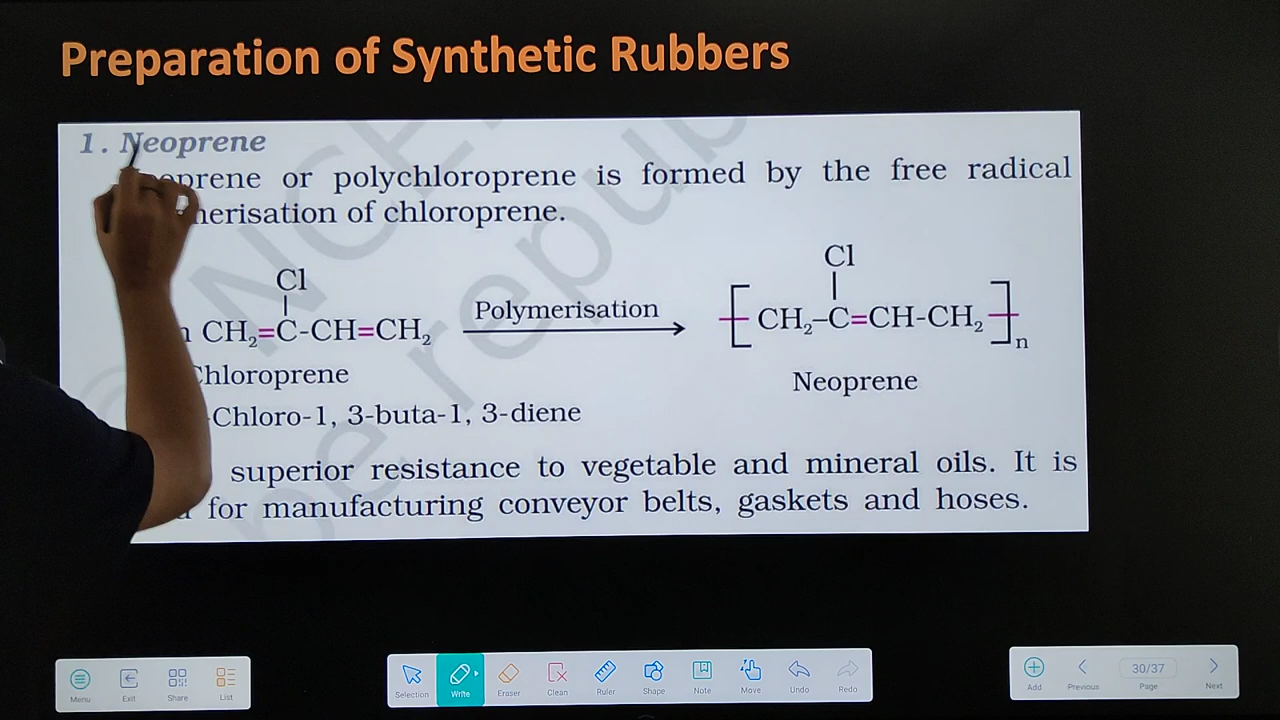 Preparation of Synthetic Rubbers
1. Neoprene
or polychloroprene is formed by the free radical
of chloroprene.
Cl
CH₂=C-CH=CH₂
Polymerisation
Cl
CH₂–C=CH-CH₂
n
Chloroprene
Neoprene
-Chloro-1, 3-buta-1, 3-diene
superior resistance to vegetable and mineral oils. It is
for manufacturing conveyor belts, gaskets and hoses.
Menu Exit Share List Selection Write Eraser Clean Ruler Shape Note Move Undo Redo Add Previous 30/37 Page Next